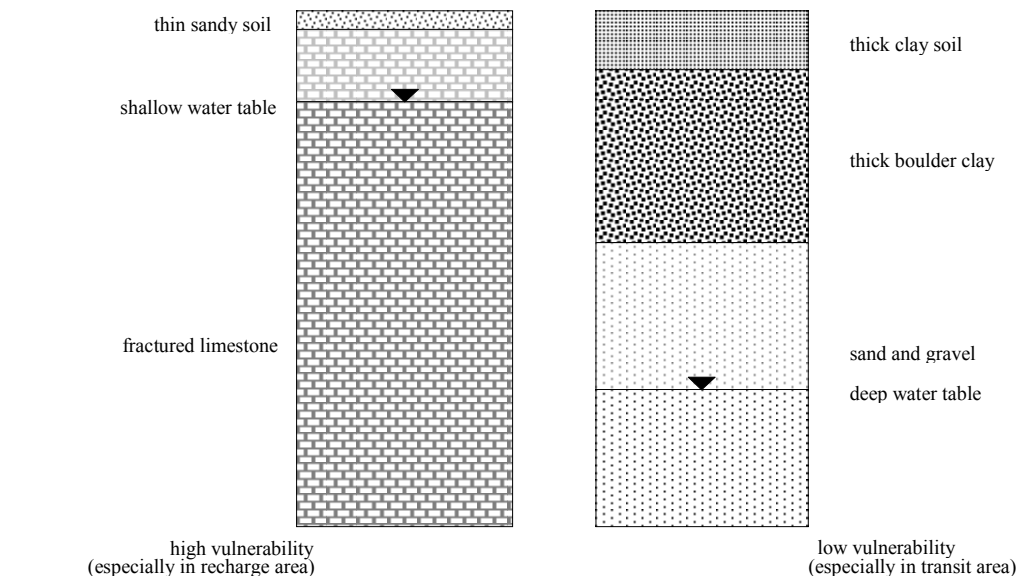 thin sandy soil
shallow water table
fractured limestone
high vulnerability
(especially in recharge area)
thick clay soil
thick boulder clay
sand and gravel
deep water table
low vulnerability
(especially in transit area)